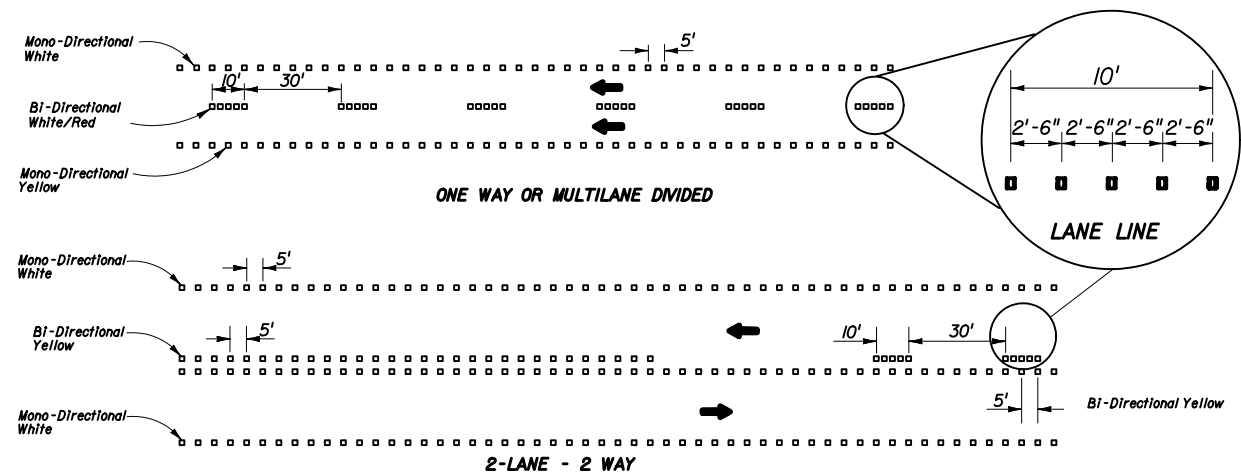 Mono-Directional
White
5'
10'
30'
Bi-Directional
White/Red
Mono-Directional
Yellow
ONE WAY OR MULTILANE DIVIDED
10'
2'-6" 2'-6" 2'-6" 2'-6"
LANE LINE
Mono-Directional
White
5'
Bi-Directional
Yellow
5'
10'
30'
5'
Bi-Directional Yellow
Mono-Directional
White
2-LANE - 2 WAY